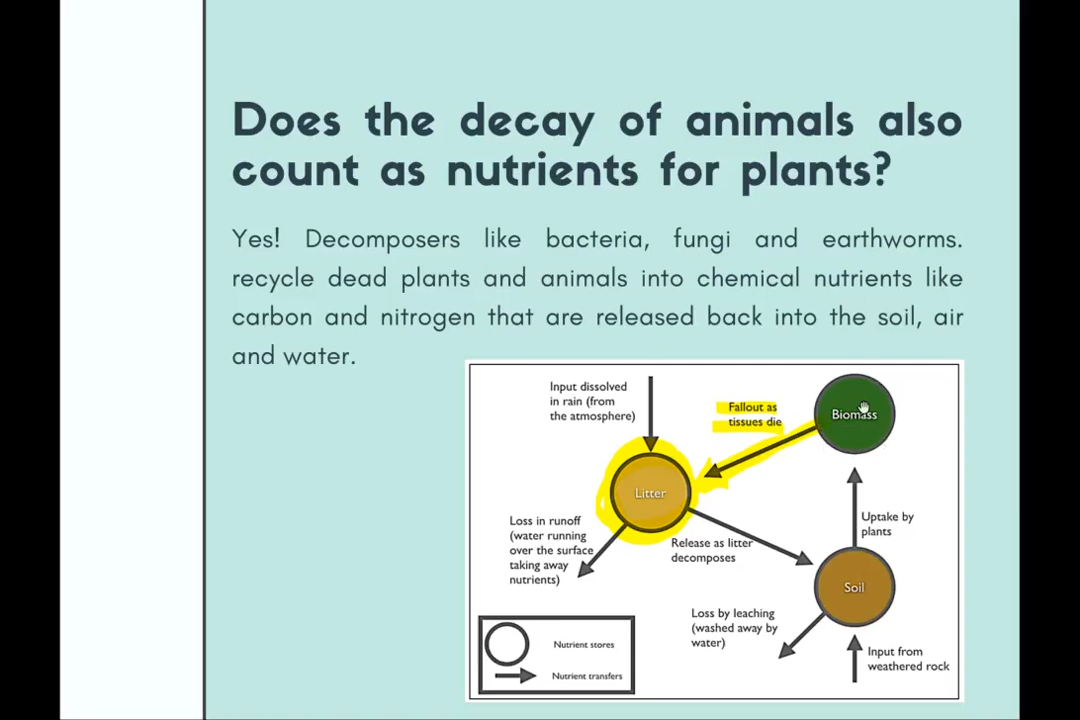 Does the decay of animals also
count as nutrients for plants?
Yes! Decomposers like bacteria, fungi and earthworms.
recycle dead plants and animals into chemical nutrients like
carbon and nitrogen that are released back into the soil, air
and water.
Input dissolved
in rain (from
the atmosphere)
Fallout as
tissues die
Biomass
Litter
Loss in runoff
(water running
over the surface
taking away
nutrients)
Release as litter
decomposes
Uptake by
plants
Soil
Loss by leaching
(washed away by
water)
Input from
weathered rock
Nutrient stores
Nutrient transfers